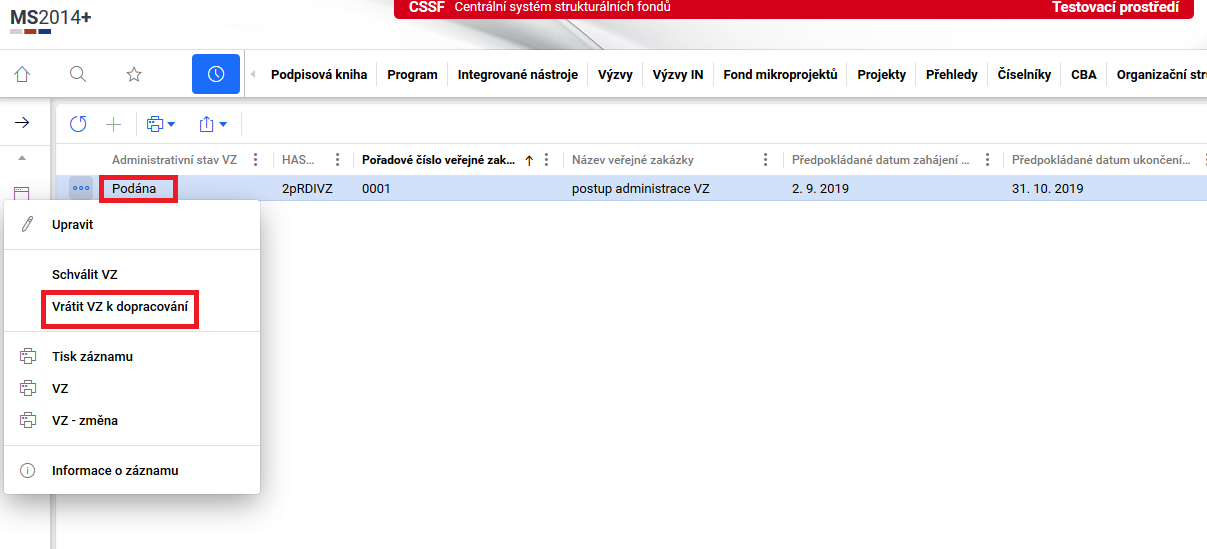 MS2014+
CSSF Centrální systém strukturálních fondů Testovací prostředí
Podpisová kniha Program Integrované nástroje Výzvy Výzvy IN Fond mikroprojektů Projekty Přehledy Číselníky CBA Organizační stru
Administrativní stav VZ HAS... Pořadové číslo veřejné zak... Název veřejné zakázky Předpokládané datum zahájení ... Předpokládané datum ukončení...
Podána 2pRDIVZ 0001 postup administrace VZ 2. 9. 2019 31. 10. 2019
Upravit
Schválit VZ
Vrátit VZ k dopracování
Tisk záznamu
VZ
VZ - změna
Informace o záznamu